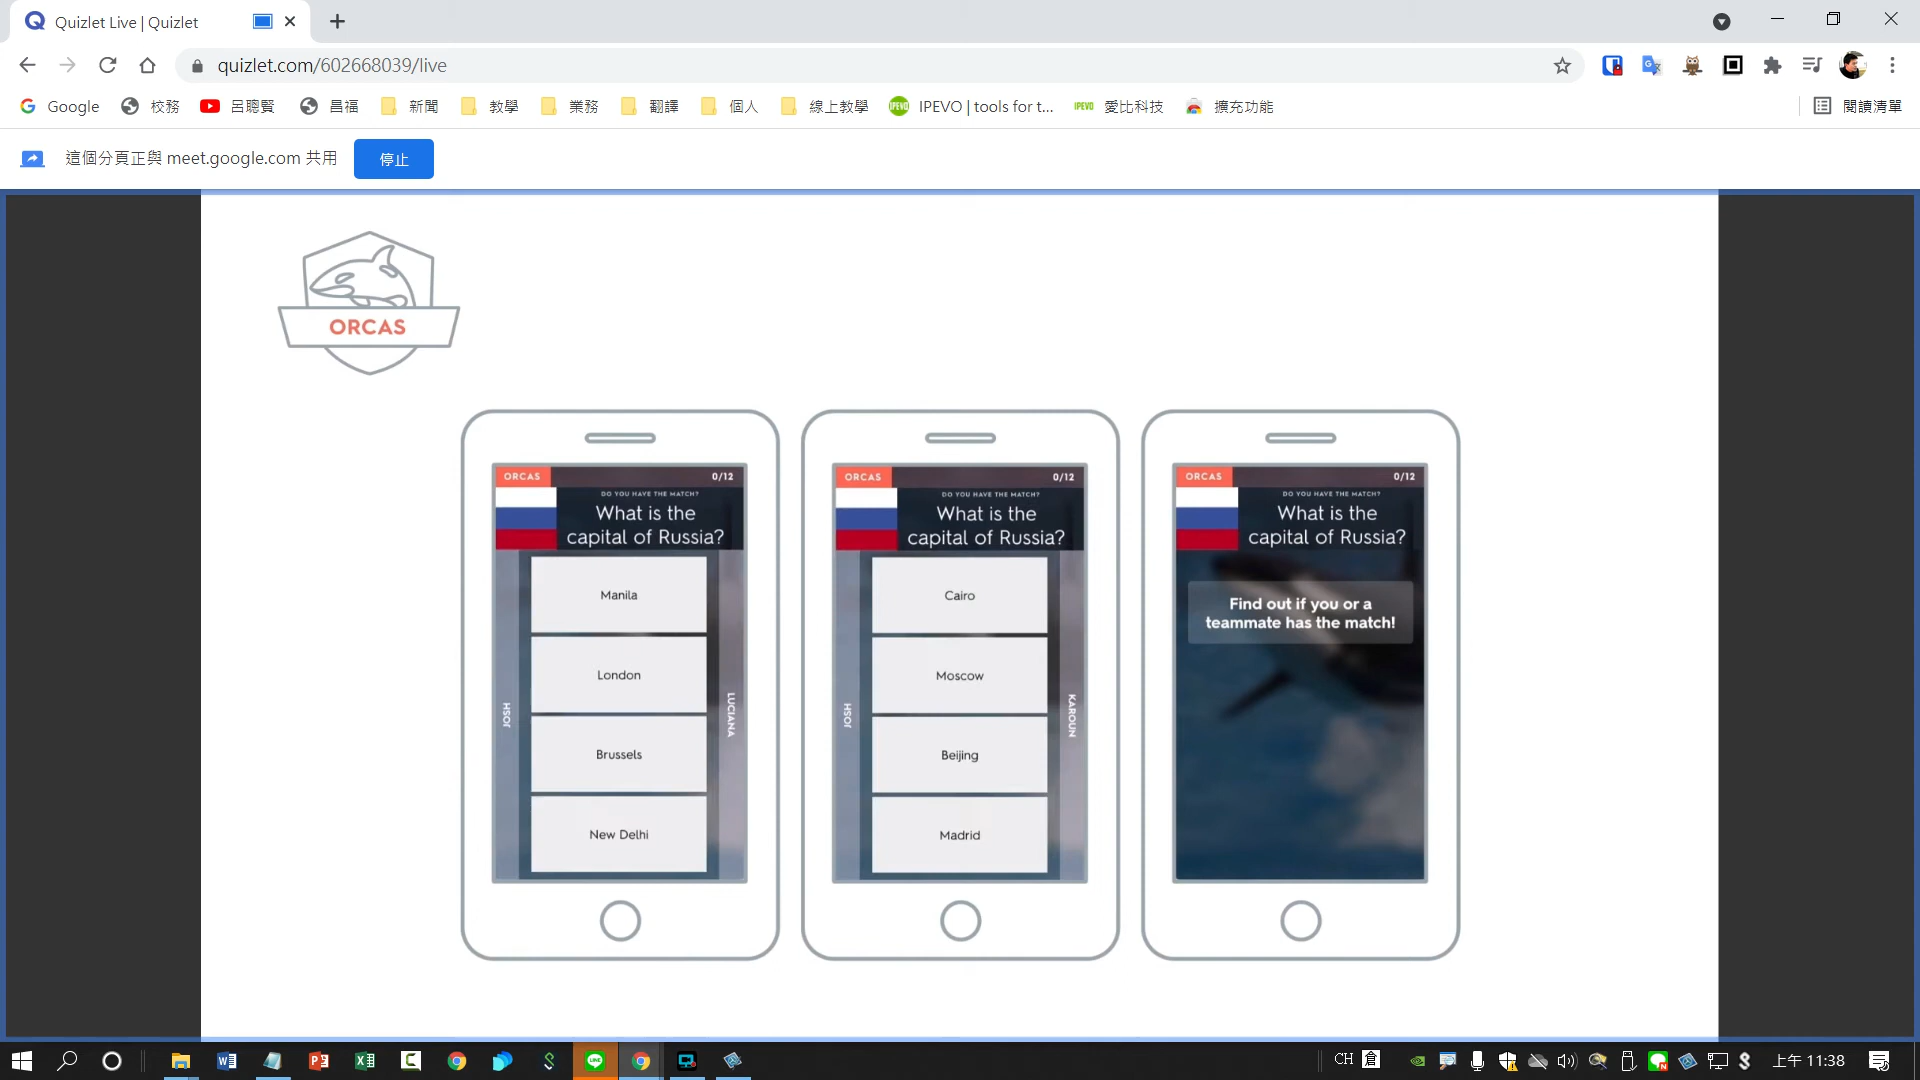 Quizlet Live | Quizlet
quizlet.com/602668039/live
Google 校務 呂聰賢 昌福 新聞 教學 業務 翻譯 個人 線上教學 IPEVO | tools for t... 愛比科技 擴充功能 閱讀清單
這個分頁正與 meet.google.com 共用 停止
ORCAS
ORCAS 0/12
DO YOU HAVE THE MATCH?
What is the
capital of Russia?
Manila
London
Brussels
New Delhi
JOSH
LUCIANA
ORCAS 0/12
DO YOU HAVE THE MATCH?
What is the
capital of Russia?
Cairo
Moscow
Beijing
Madrid
JOSH
KAROUN
ORCAS 0/12
DO YOU HAVE THE MATCH?
What is the
capital of Russia?
Find out if you or a
teammate has the match!
CH 倉 上午 11:38